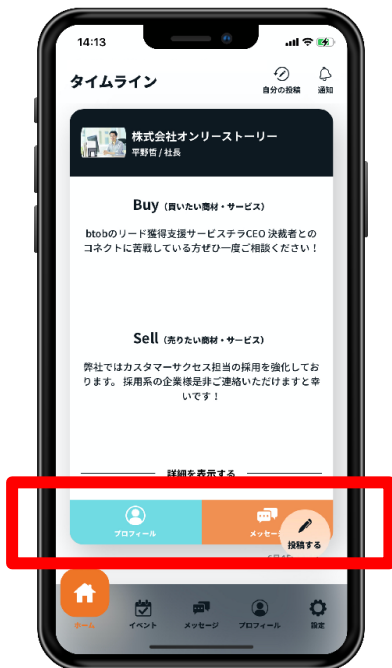 14:13
タイムライン
自分の投稿
通知
株式会社オンリーストーリー
平野哲 / 社長
Buy (買いたい商材・サービス)
btobのリード獲得支援サービスチラCEO 決裁者との
コネクトに苦戦している方ぜひ一度ご相談ください！
Sell (売りたい商材・サービス)
弊社ではカスタマーサクセス担当の採用を強化してお
ります。 採用系の企業様是非ご連絡いただけますと幸
いです！
詳細を表示する
プロフィール
メッセー
投稿する
ホーム
イベント
メッセージ
プロフィール
設定